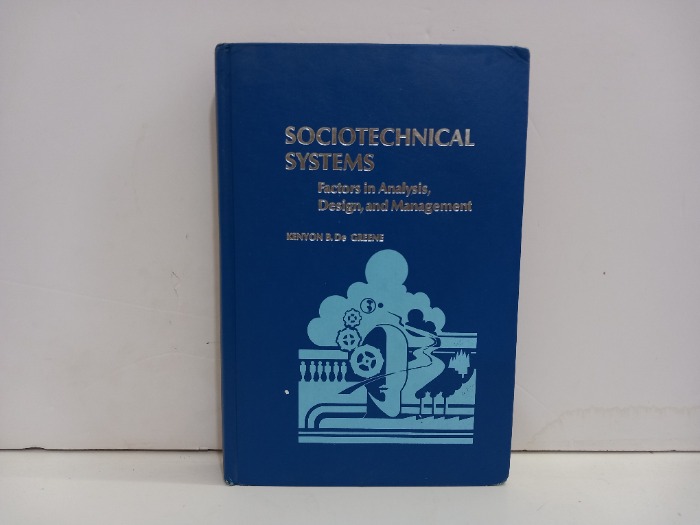 SOCIOTECHNICAL
SYSTEMS
Factors in Analysis,
Design, and Management
KENYON B. De GREENE